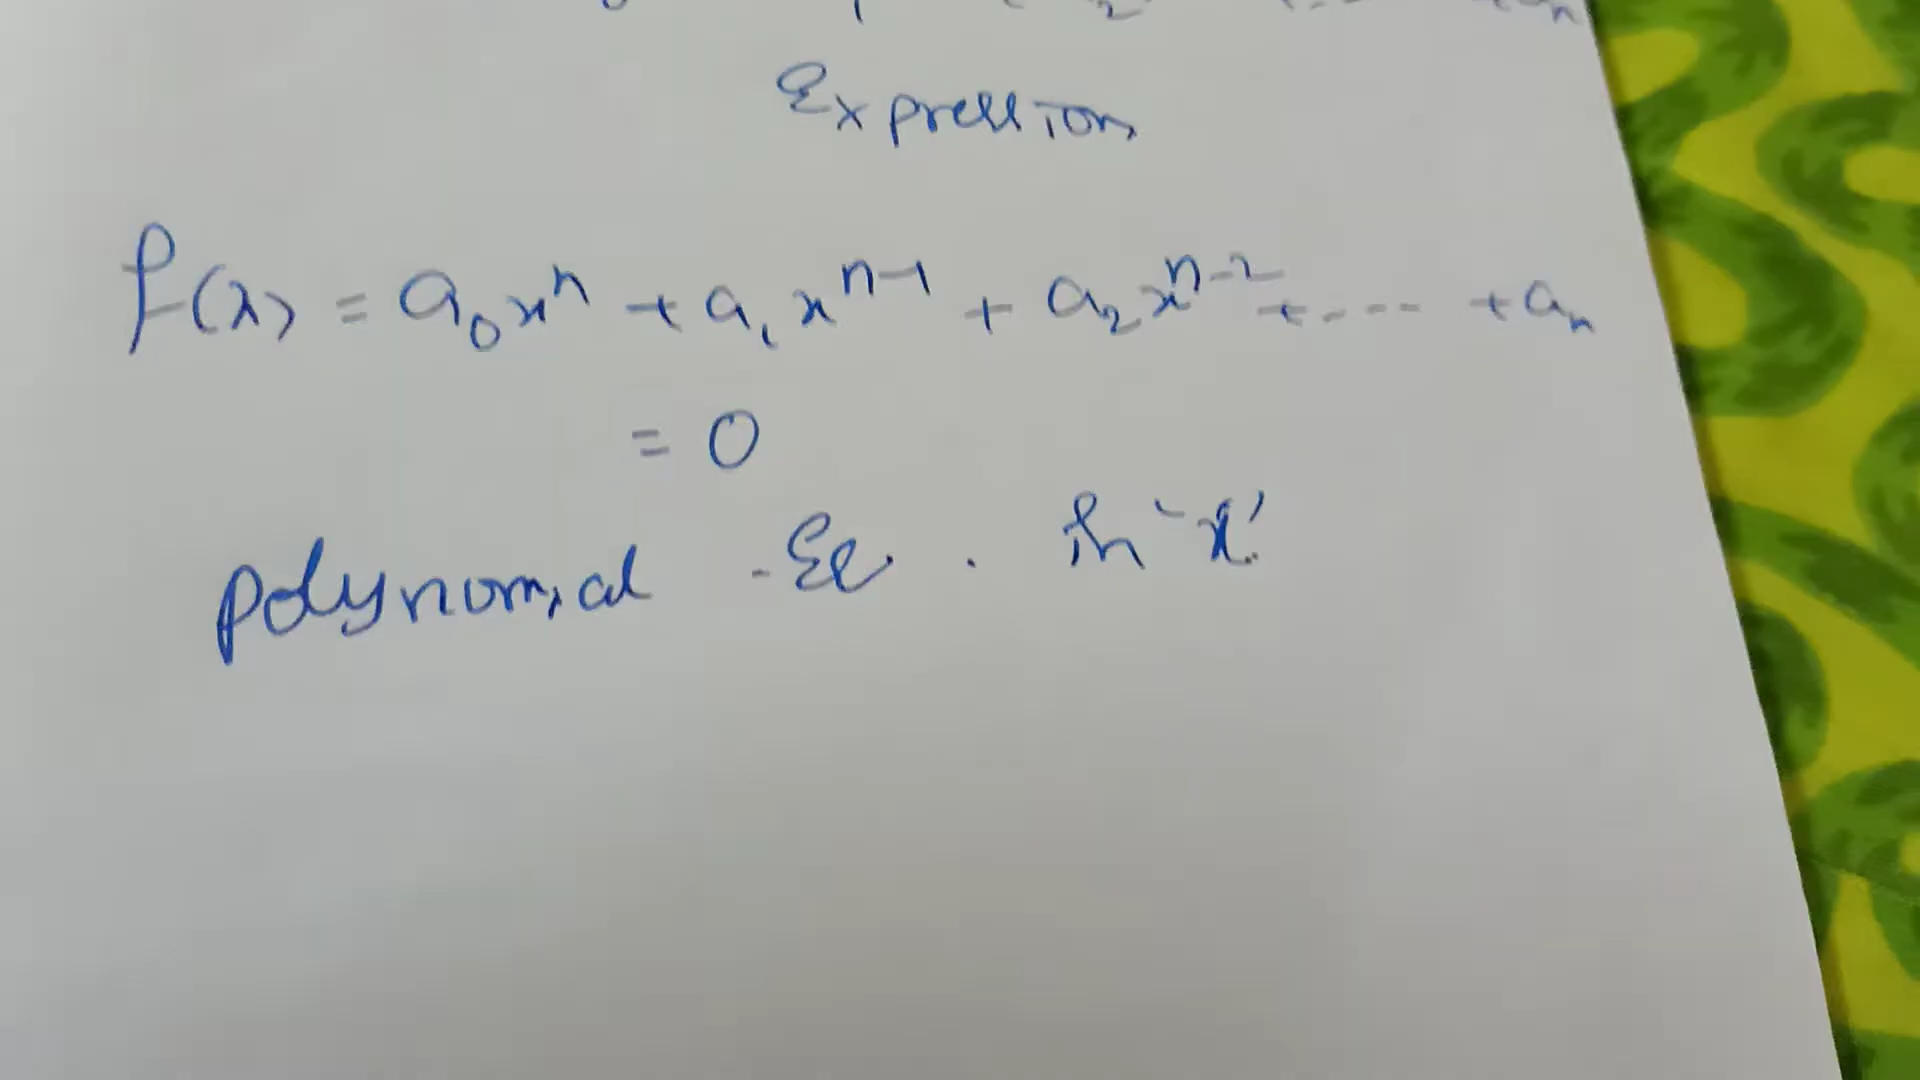 Expression
f(x) = a₀xⁿ + a₁xⁿ⁻¹ + a₂xⁿ⁻² + .... + aₙ
= 0
polynomial Eq. in 'x'